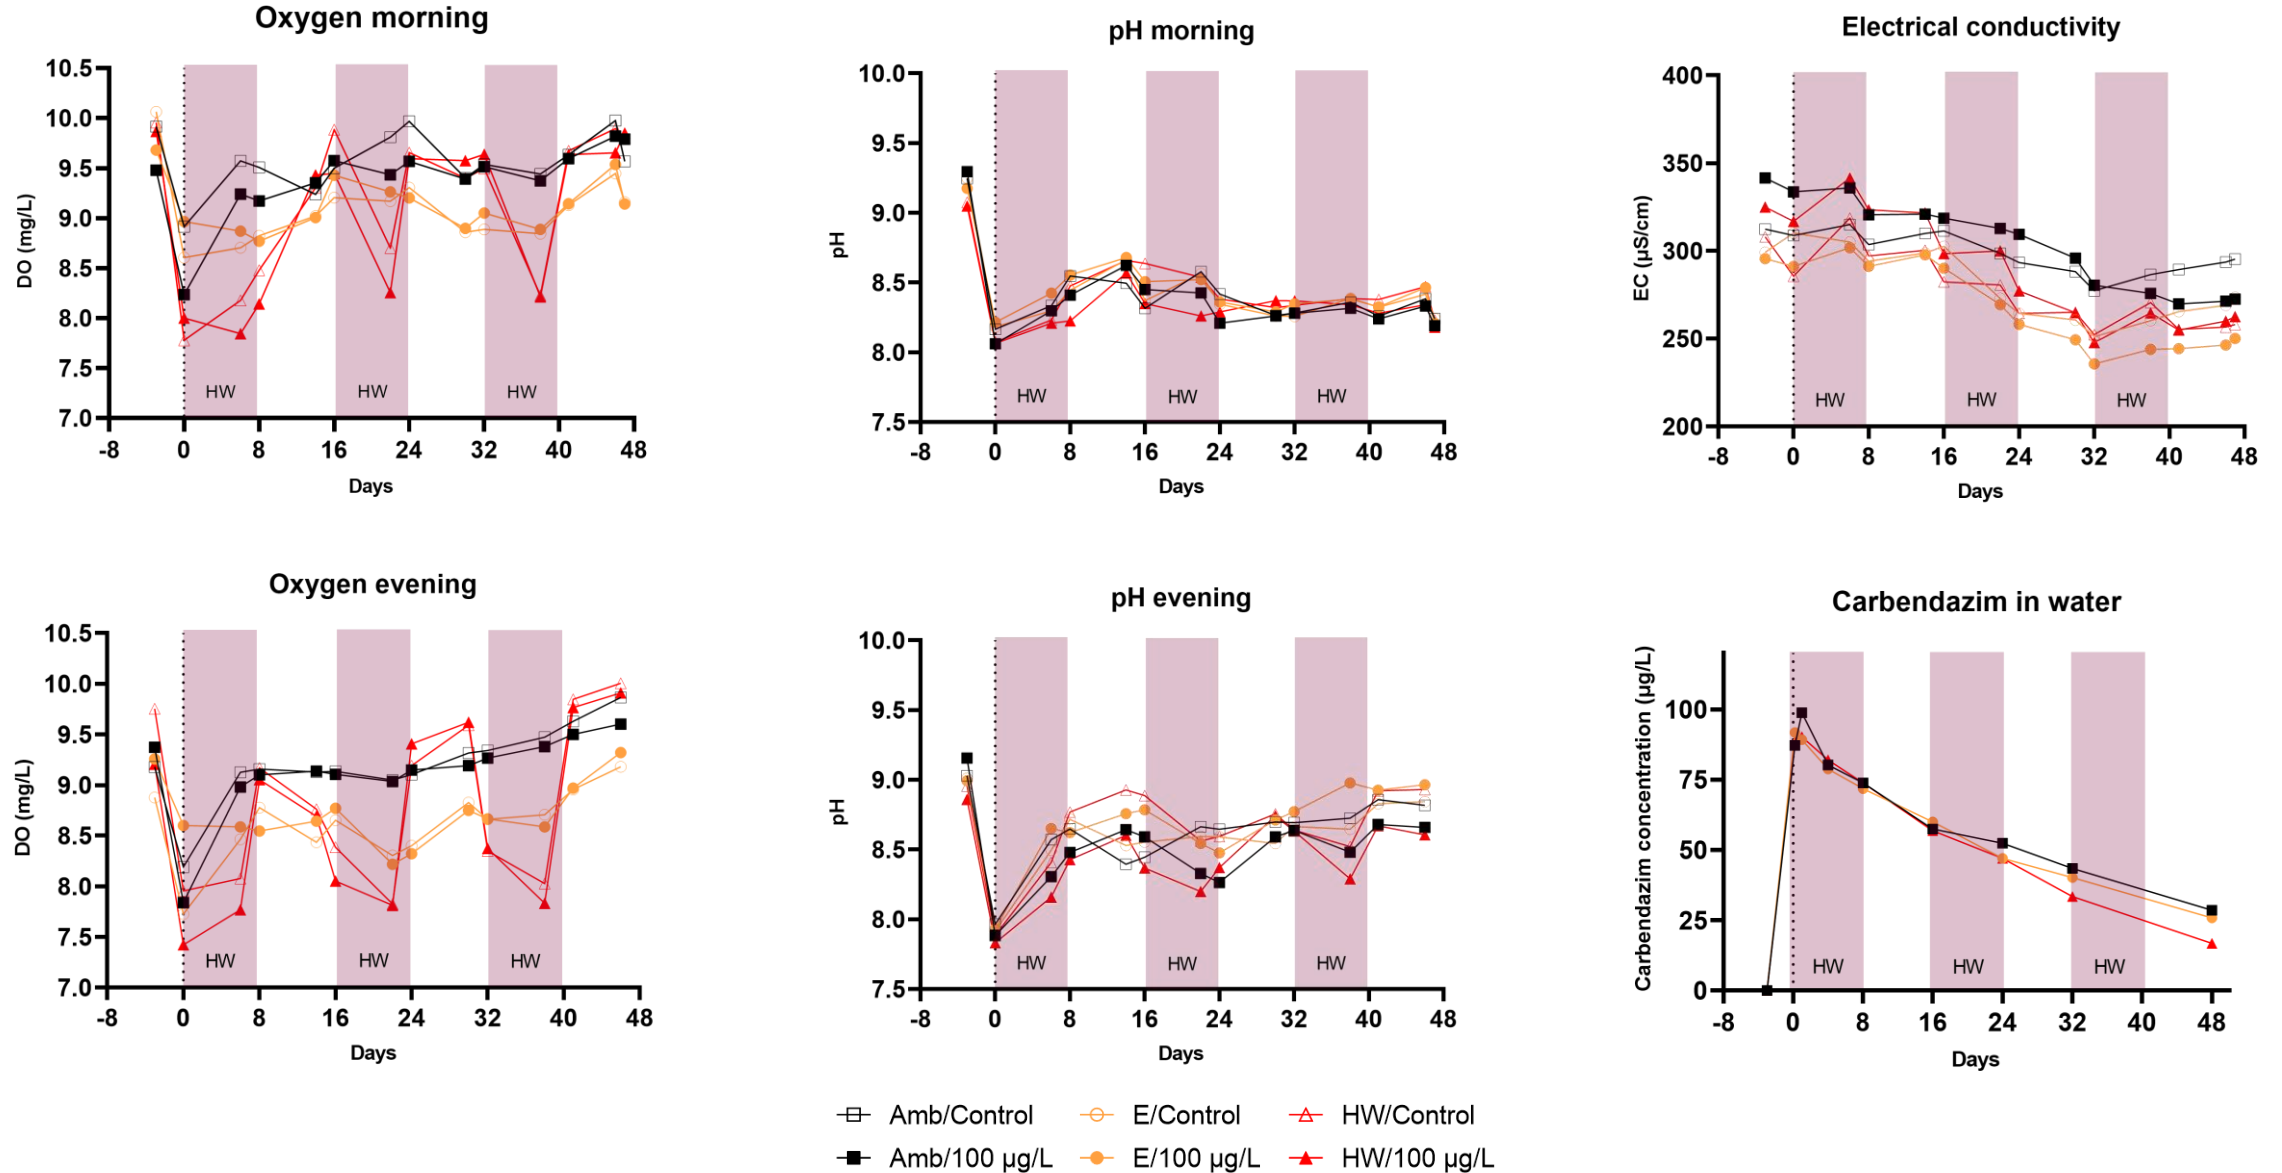 Oxygen morning
10.5
10.0
9.5
9.0
8.5
8.0
7.5
7.0
DO (mg/L)
HW HW HW
-8 0 8 16 24 32 40 48
Days
pH morning
10.0
9.5
9.0
8.5
8.0
7.5
pH
HW HW HW
-8 0 8 16 24 32 40 48
Days
Electrical conductivity
400
350
300
250
200
EC (µS/cm)
HW HW HW
-8 0 8 16 24 32 40 48
Days
Oxygen evening
10.5
10.0
9.5
9.0
8.5
8.0
7.5
7.0
DO (mg/L)
HW HW HW
-8 0 8 16 24 32 40 48
Days
pH evening
10.0
9.5
9.0
8.5
8.0
7.5
pH
HW HW HW
-8 0 8 16 24 32 40 48
Days
Carbendazim in water
100
75
50
25
0
Carbendazim concentration (µg/L)
HW HW HW
-8 0 8 16 24 32 40 48
Days
Amb/Control E/Control HW/Control
Amb/100 µg/L E/100 µg/L HW/100 µg/L